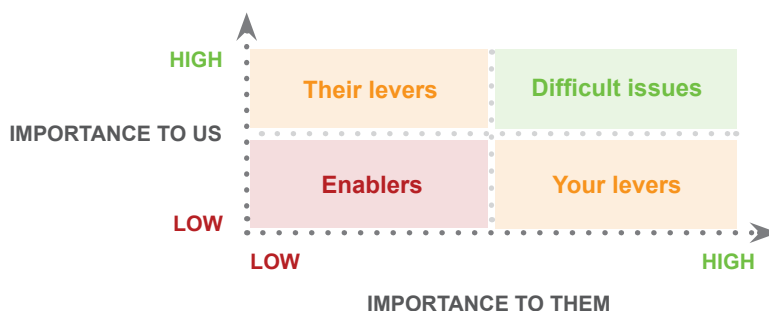 HIGH
Their levers
Difficult issues
IMPORTANCE TO US
Enablers
Your levers
LOW
LOW
HIGH
IMPORTANCE TO THEM